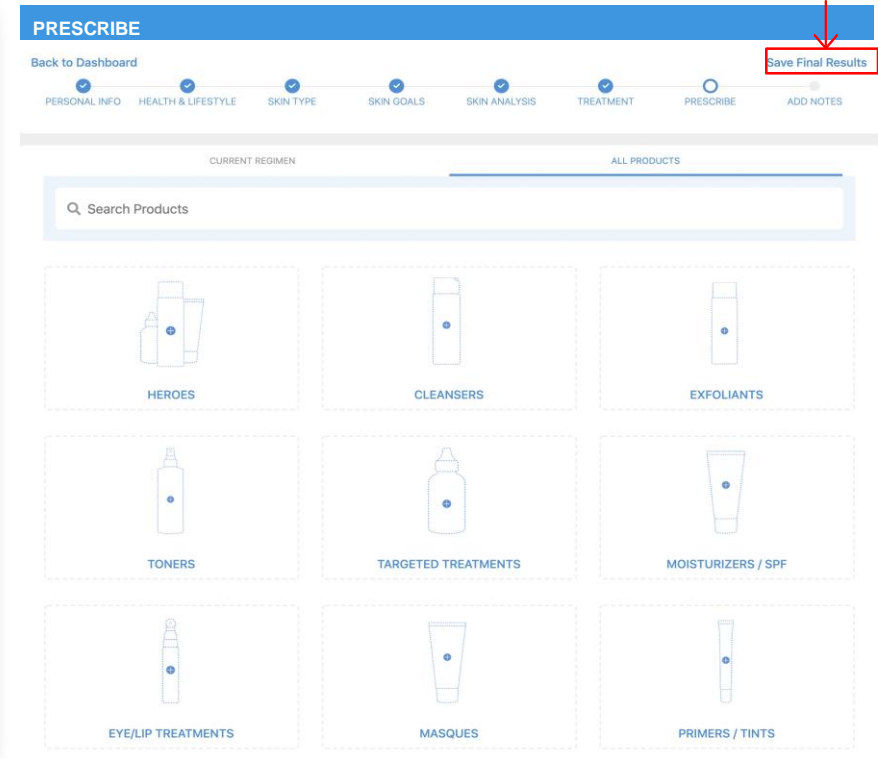 PRESCRIBE
Back to Dashboard
Save Final Results
PERSONAL INFO
HEALTH & LIFESTYLE
SKIN TYPE
SKIN GOALS
SKIN ANALYSIS
TREATMENT
PRESCRIBE
ADD NOTES
CURRENT REGIMEN
ALL PRODUCTS
Search Products
HEROES
CLEANSERS
EXFOLIANTS
TONERS
TARGETED TREATMENTS
MOISTURIZERS / SPF
EYE/LIP TREATMENTS
MASQUES
PRIMERS / TINTS